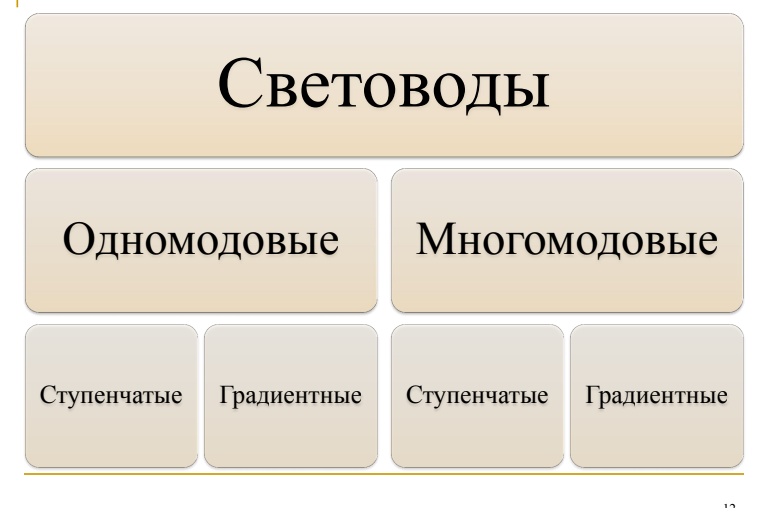 Световоды
Одномодовые Многомодовые
Ступенчатые Градиентные Ступенчатые Градиентные